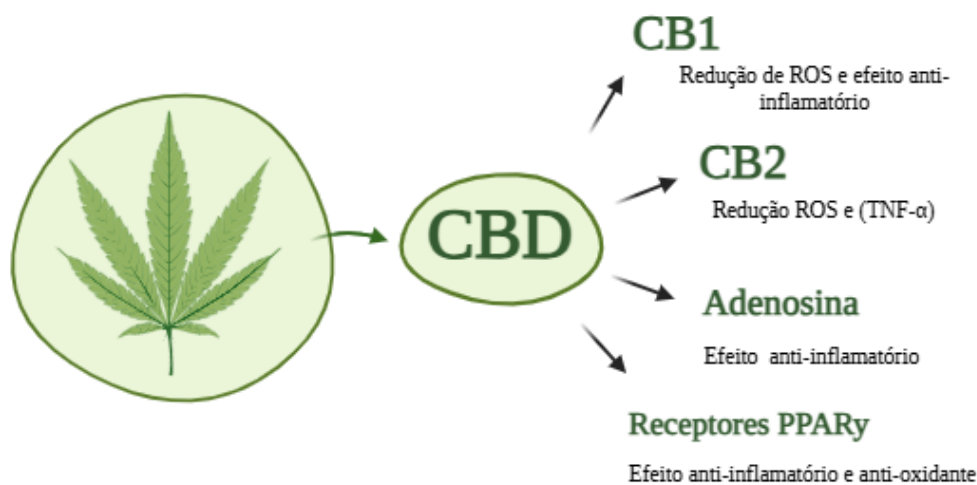 CB1
Redução de ROS e efeito anti-
inflamatório
CB2
Redução ROS e (TNF-α)
CBD
Adenosina
Efeito anti-inflamatório
Receptores PPARy
Efeito anti-inflamatório e anti-oxidante